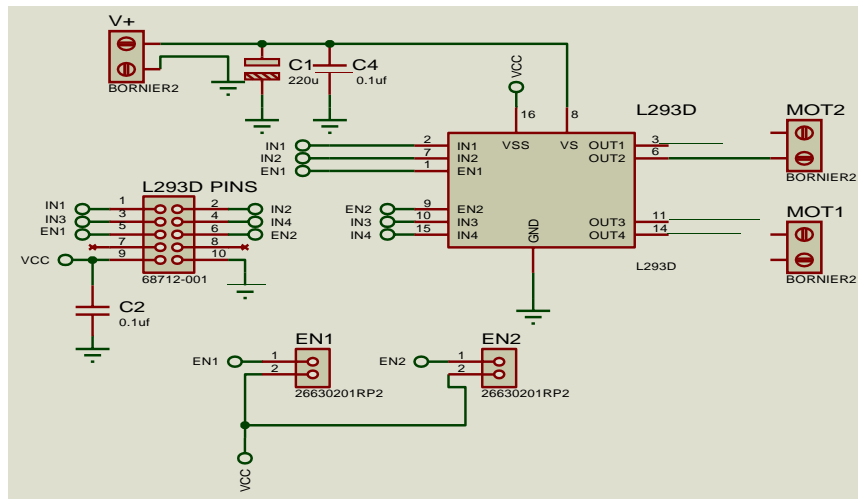 V+
BORNIER2
C1
220u
C4
0.1uf
VCC
16
8
L293D
VSS
VS
IN1 2 IN1
IN2 7 IN2
EN1 1 EN1
EN2 9 EN2
IN3 10 IN3
IN4 15 IN4
GND
OUT1 3
OUT2 6
OUT3 11
OUT4 14
L293D
MOT2
BORNIER2
MOT1
BORNIER2
L293D PINS
IN1 1 2 IN2
IN3 3 4 IN4
EN1 5 6 EN2
7 8
VCC 9 10
68712-001
C2
0.1uf
EN1
EN1 1
2
26630201RP2
EN2
EN2 1
2
26630201RP2
VCC